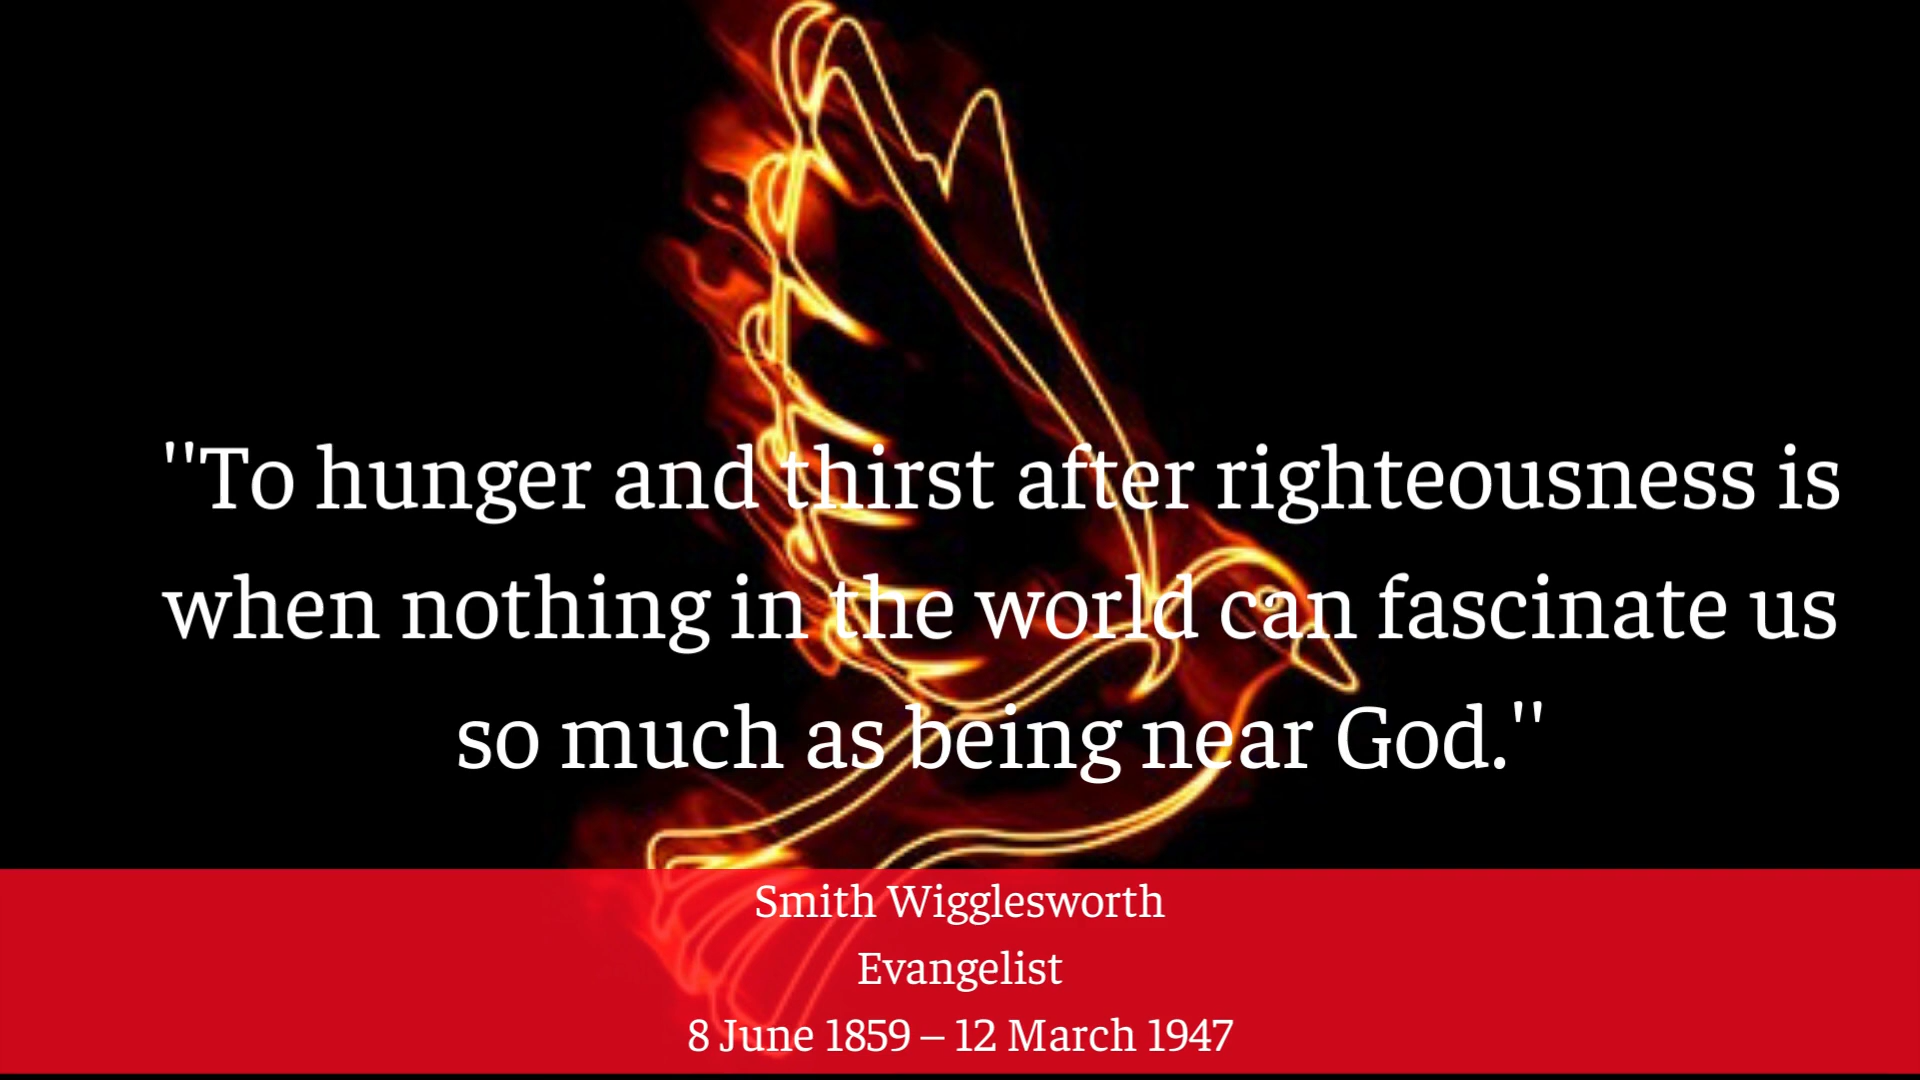 "To hunger and thirst after righteousness is
when nothing in the world can fascinate us
so much as being near God."
Smith Wigglesworth
Evangelist
8 June 1859 – 12 March 1947